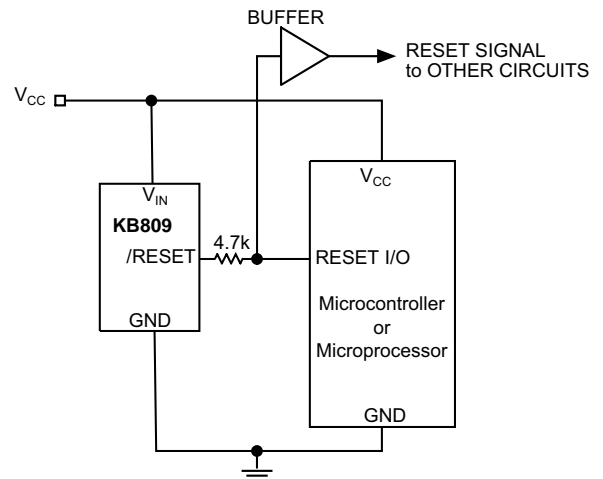 BUFFER
RESET SIGNAL
to OTHER CIRCUITS
VCC
VIN
KB809
/RESET
GND
4.7k
VCC
RESET I/O
Microcontroller
or
Microprocessor
GND